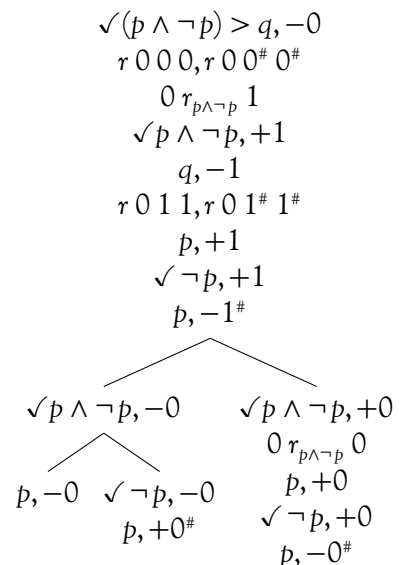 ✓(p ∧ ¬p) > q, −0
r 0 0 0, r 0 0# 0#
0 r_{p∧¬p} 1
✓p ∧ ¬p, +1
q, −1
r 0 1 1, r 0 1# 1#
p, +1
✓ ¬p, +1
p, −1#
✓p ∧ ¬p, −0
p, −0 ✓ ¬p, −0
p, +0#
✓p ∧ ¬p, +0
0 r_{p∧¬p} 0
p, +0
✓ ¬p, +0
p, −0#